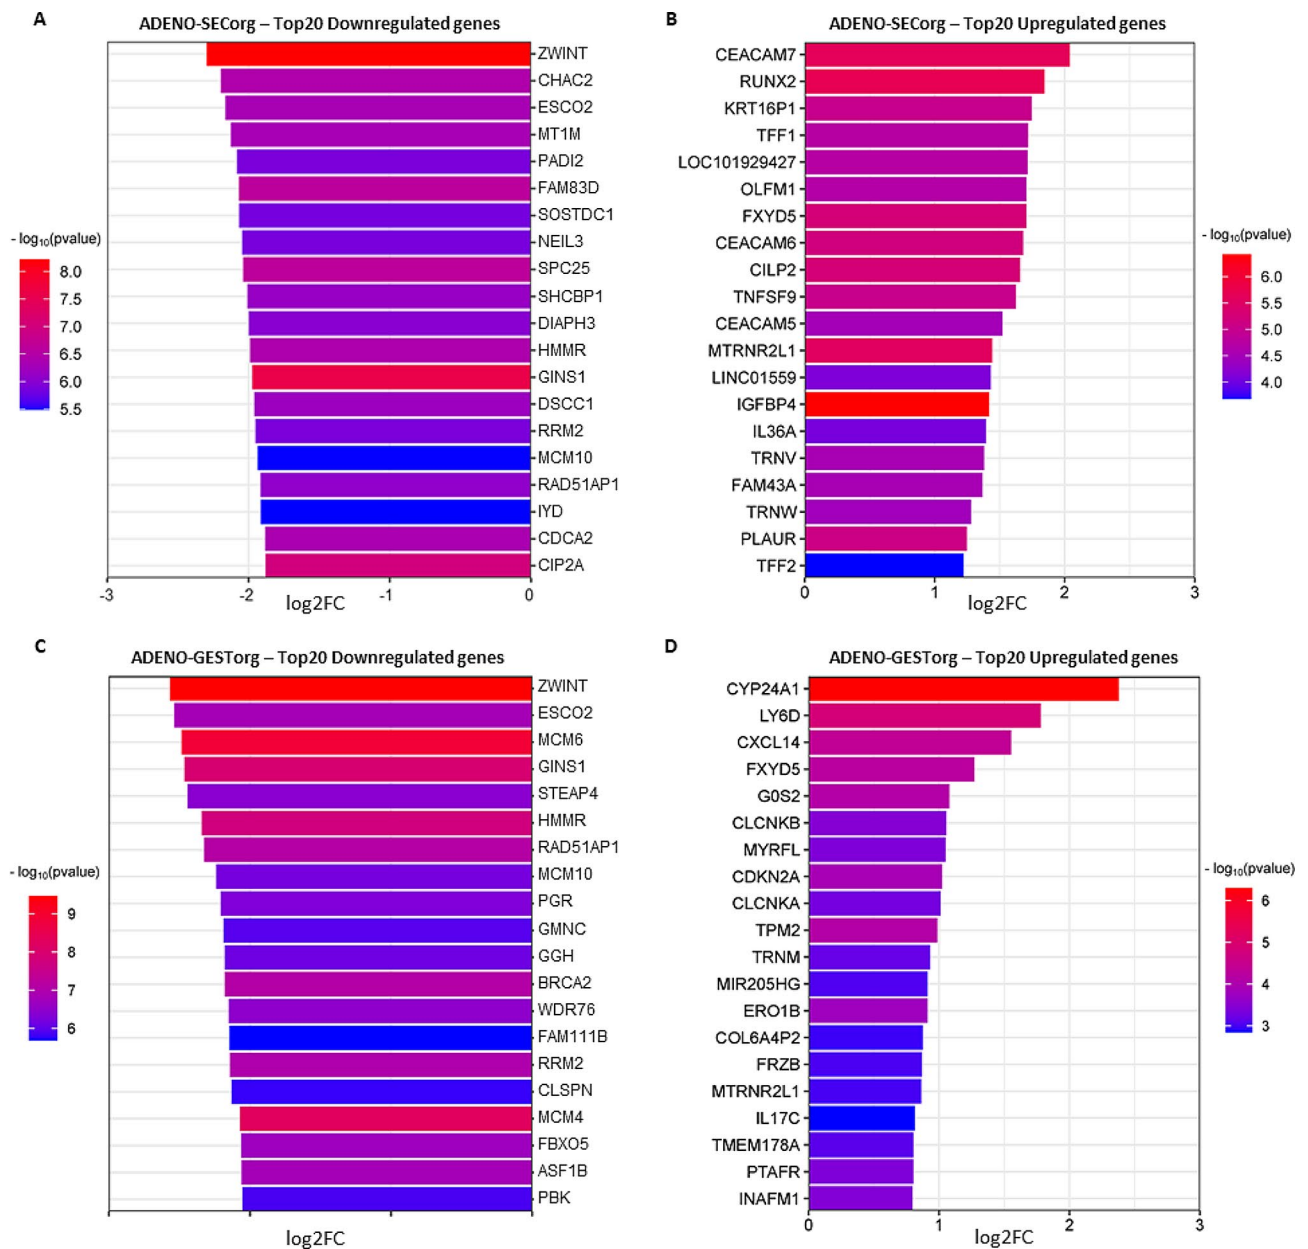 A
ADENO-SECorg – Top20 Downregulated genes
ZWINT
CHAC2
ESCO2
MT1M
PADI2
FAM83D
SOSTDC1
NEIL3
SPC25
SHCBP1
DIAPH3
HMMR
GINS1
DSCC1
RRM2
MCM10
RAD51AP1
IYD
CDCA2
CIP2A
- log10(pvalue)
8.0
7.5
7.0
6.5
6.0
5.5
-3 -2 -1 0
log2FC
B
ADENO-SECorg – Top20 Upregulated genes
CEACAM7
RUNX2
KRT16P1
TFF1
LOC101929427
OLFM1
FXYD5
CEACAM6
CILP2
TNFSF9
CEACAM5
MTRNR2L1
LINC01559
IGFBP4
IL36A
TRNV
FAM43A
TRNW
PLAUR
TFF2
- log10(pvalue)
6.0
5.5
5.0
4.5
4.0
0 1 2 3
log2FC
C
ADENO-GESTorg – Top20 Downregulated genes
ZWINT
ESCO2
MCM6
GINS1
STEAP4
HMMR
RAD51AP1
MCM10
PGR
GMNC
GGH
BRCA2
WDR76
FAM111B
RRM2
CLSPN
MCM4
FBXO5
ASF1B
PBK
- log10(pvalue)
9
8
7
6
log2FC
D
ADENO-GESTorg – Top20 Upregulated genes
CYP24A1
LY6D
CXCL14
FXYD5
G0S2
CLCNKB
MYRFL
CDKN2A
CLCNKA
TPM2
TRNM
MIR205HG
ERO1B
COL6A4P2
FRZB
MTRNR2L1
IL17C
TMEM178A
PTAFR
INAFM1
- log10(pvalue)
6
5
4
3
0 1 2 3
log2FC